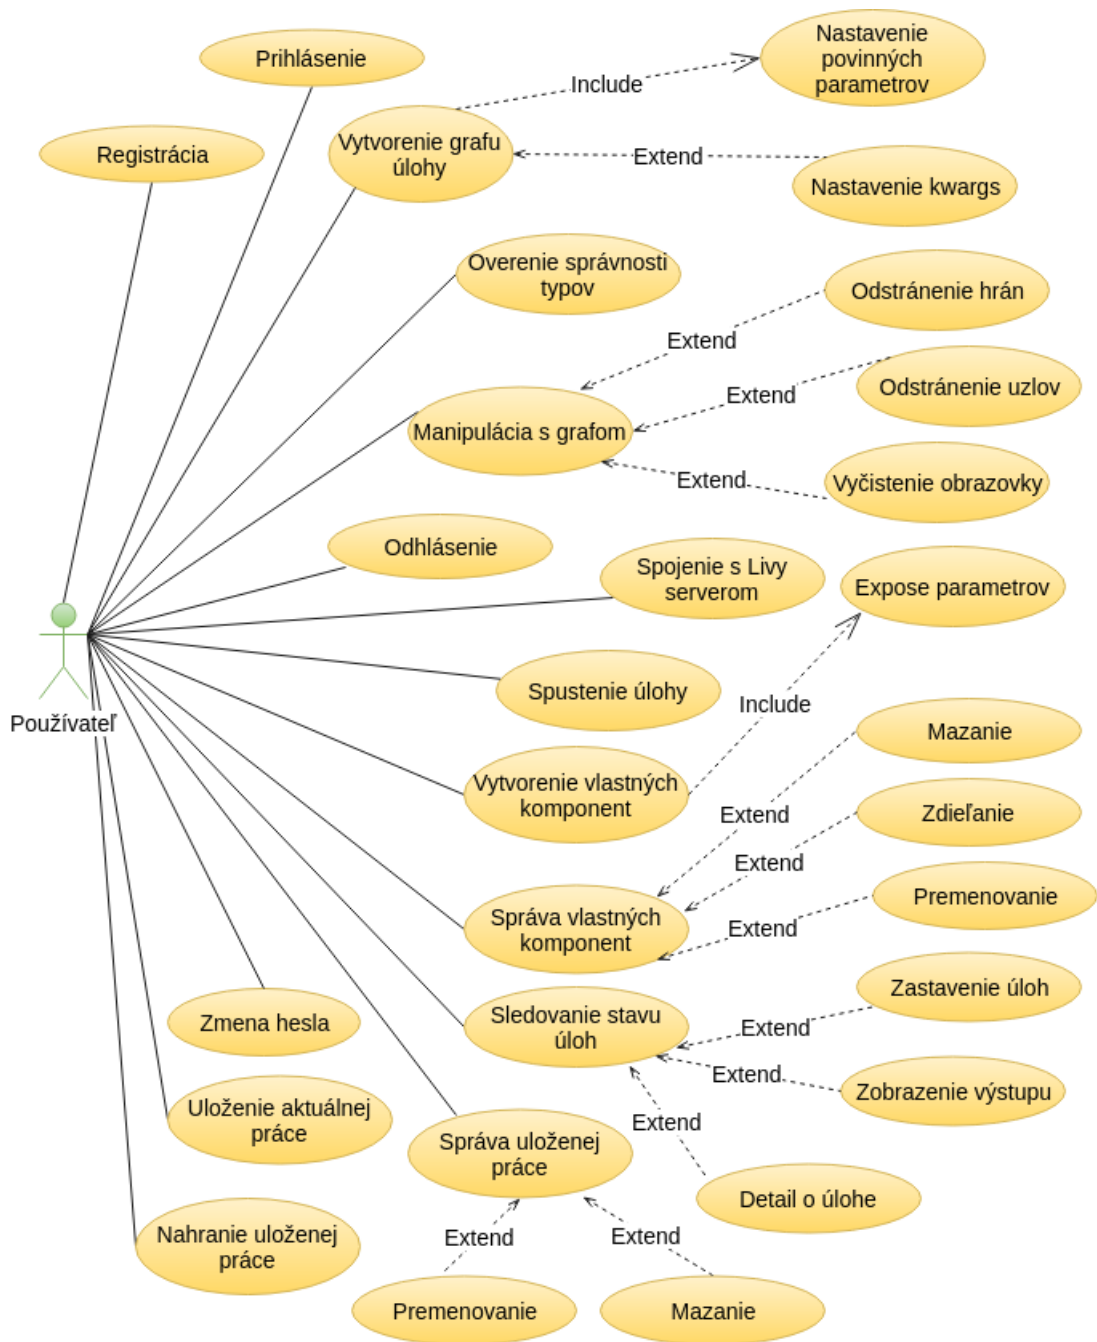 Nastavenie
povinných
parametrov
Prihlásenie
Include
Vytvorenie grafu
úlohy
Registrácia
Extend
Nastavenie kwargs
Overenie správnosti
typov
Odstránenie hrán
Extend
Odstránenie uzlov
Extend
Manipulácia s grafom
Extend
Vyčistenie obrazovky
Odhlásenie
Spojenie s Livy
serverom
Expose parametrov
Spustenie úlohy
Include
Používateľ
Mazanie
Vytvorenie vlastných
komponent
Extend
Zdieľanie
Extend
Premenovanie
Správa vlastných
komponent
Extend
Zastavenie úloh
Zmena hesla
Sledovanie stavu
úloh
Extend
Extend
Zobrazenie výstupu
Uloženie aktuálnej
práce
Extend
Správa uloženej
práce
Detail o úlohe
Nahranie uloženej
práce
Extend
Extend
Premenovanie
Mazanie